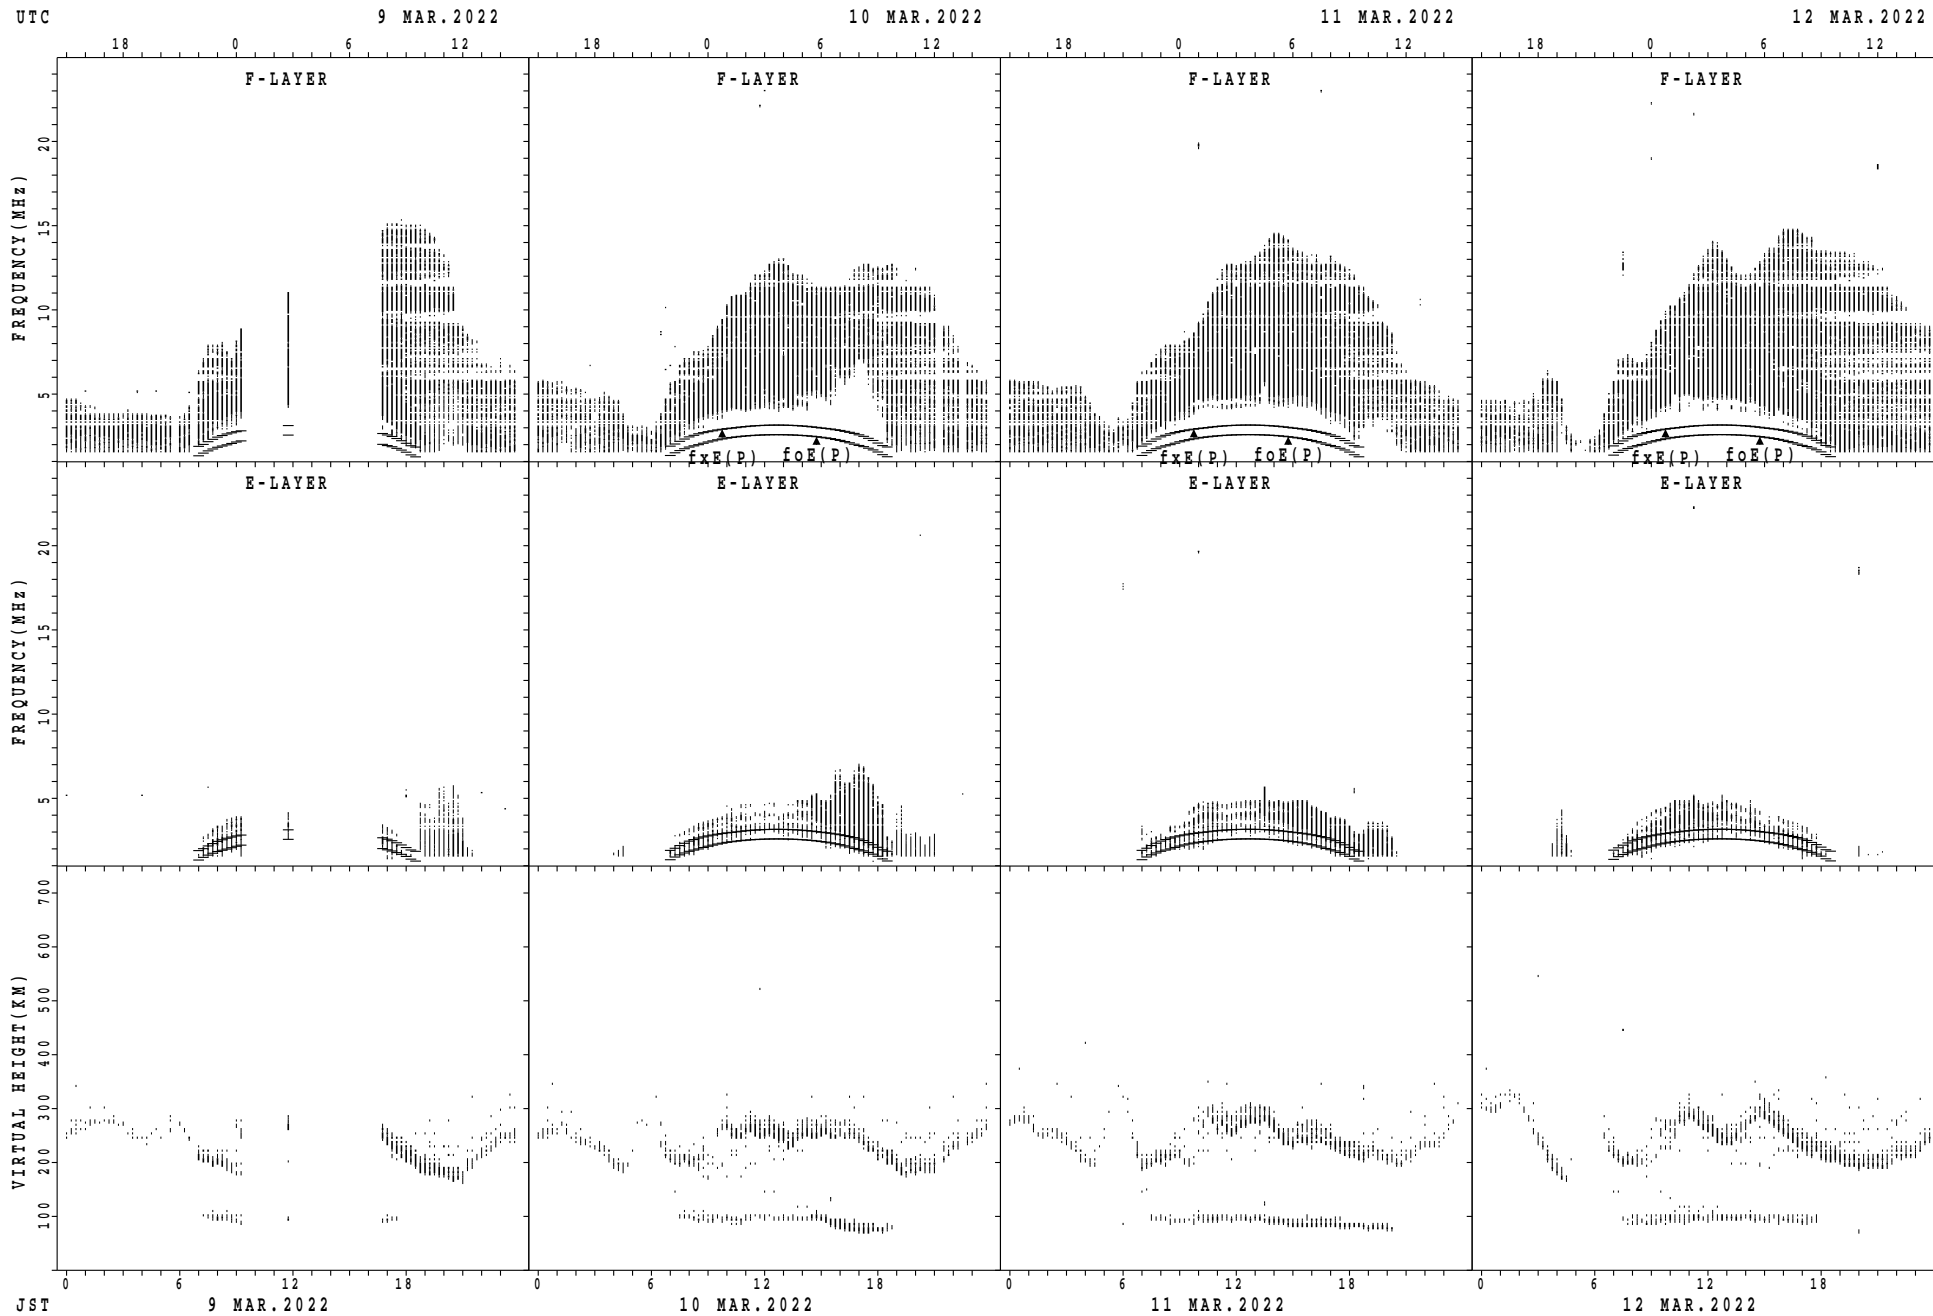 UTC 9 MAR.2022 10 MAR.2022 11 MAR.2022 12 MAR.2022
18 0 6 12 18 0 6 12 18 0 6 12 18 0 6 12
F-LAYER F-LAYER F-LAYER F-LAYER
FREQUENCY(MHz)
20
15
10
5
fxE(P) foE(P) fxE(P) foE(P) fxE(P) foE(P)
E-LAYER E-LAYER E-LAYER E-LAYER
FREQUENCY(MHz)
20
15
10
5
VIRTUAL HEIGHT(KM)
700
600
500
400
300
200
100
0 6 12 18 0 6 12 18 0 6 12 18 0 6 12 18
JST 9 MAR.2022 10 MAR.2022 11 MAR.2022 12 MAR.2022